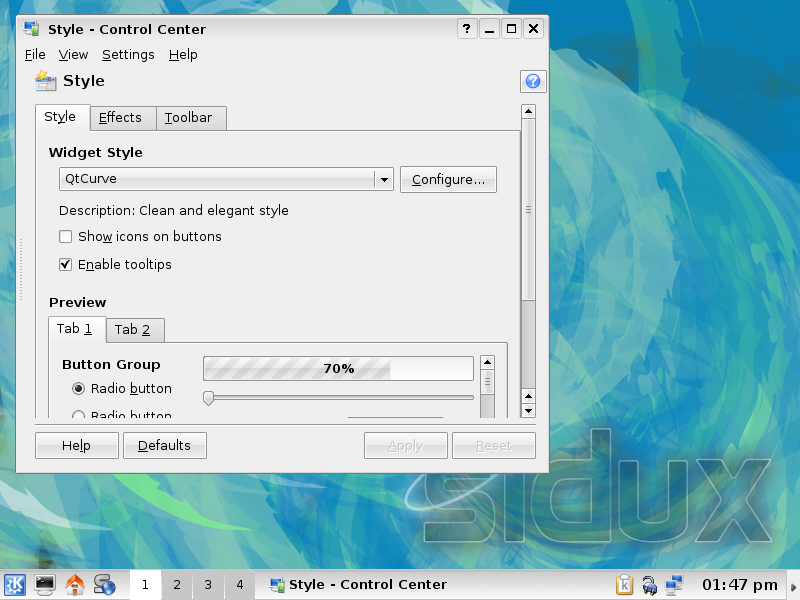 Style - Control Center
File View Settings Help
Style
Style Effects Toolbar
Widget Style
QtCurve Configure...
Description: Clean and elegant style
Show icons on buttons
Enable tooltips
Preview
Tab 1 Tab 2
Button Group 70%
Radio button
Radio button
Help Defaults Apply Reset
sidux
1 2 3 4 Style - Control Center 01:47 pm